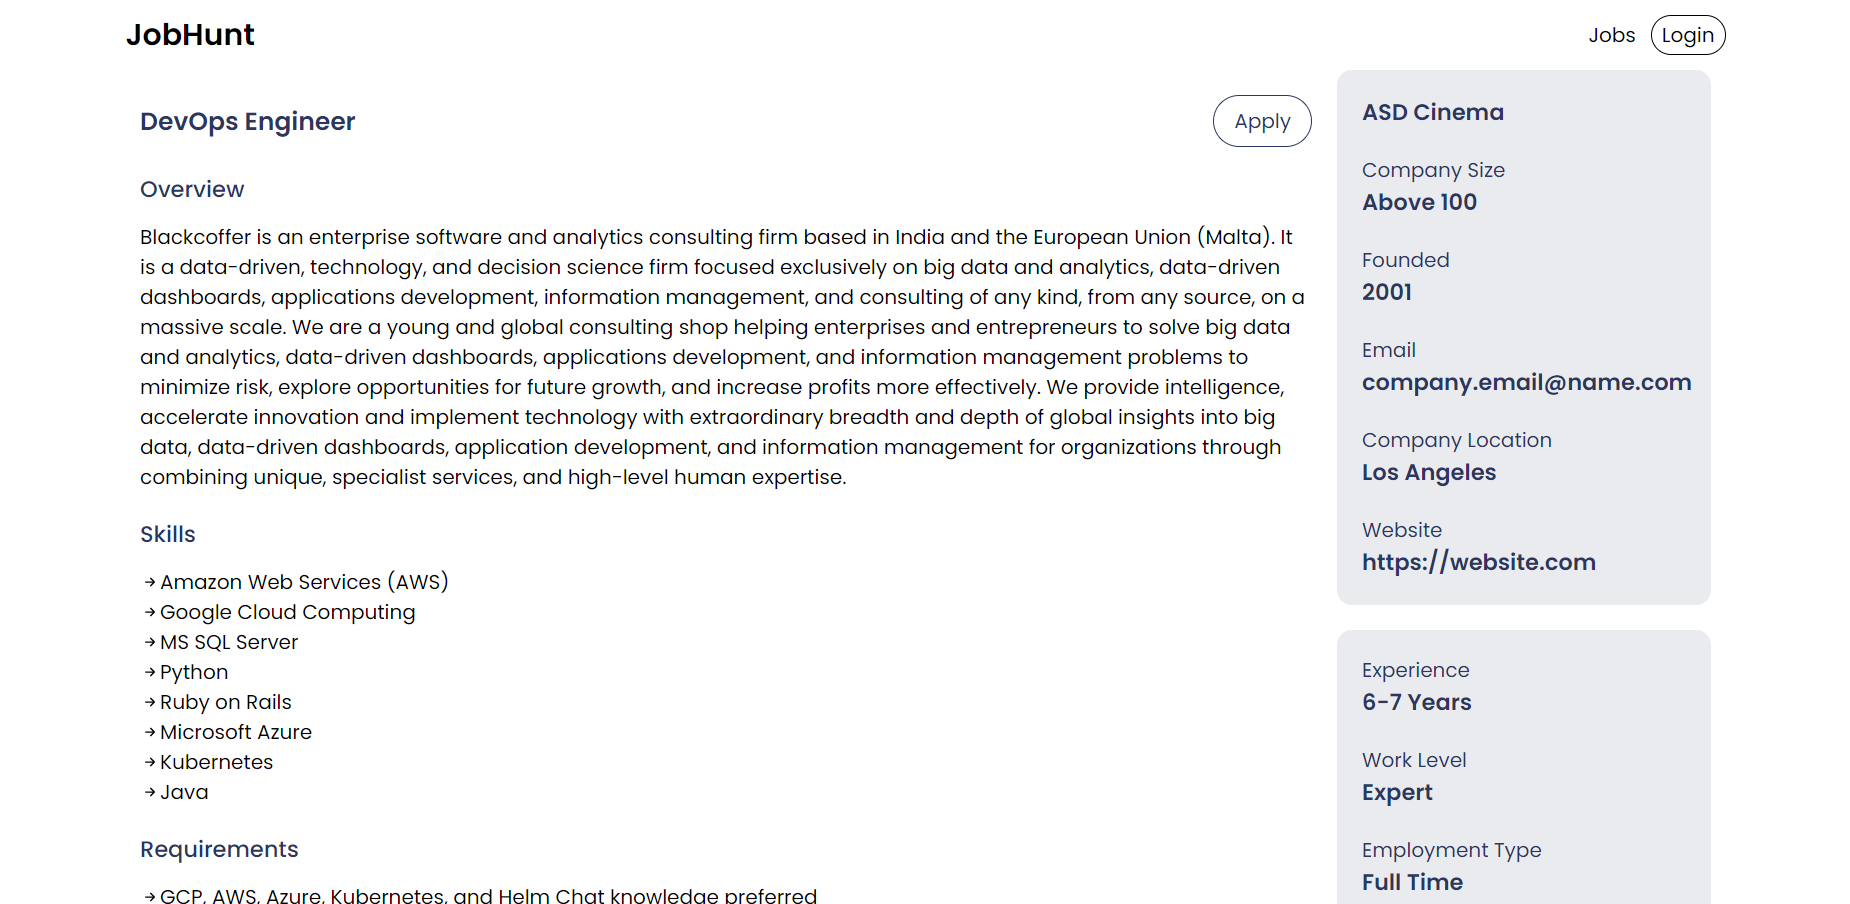 JobHunt
Jobs
Login
DevOps Engineer
Apply
Overview
Blackcoffer is an enterprise software and analytics consulting firm based in India and the European Union (Malta). It
is a data-driven, technology, and decision science firm focused exclusively on big data and analytics, data-driven
dashboards, applications development, information management, and consulting of any kind, from any source, on a
massive scale. We are a young and global consulting shop helping enterprises and entrepreneurs to solve big data
and analytics, data-driven dashboards, applications development, and information management problems to
minimize risk, explore opportunities for future growth, and increase profits more effectively. We provide intelligence,
accelerate innovation and implement technology with extraordinary breadth and depth of global insights into big
data, data-driven dashboards, application development, and information management for organizations through
combining unique, specialist services, and high-level human expertise.
Skills
→ Amazon Web Services (AWS)
→ Google Cloud Computing
→ MS SQL Server
→ Python
→ Ruby on Rails
→ Microsoft Azure
→ Kubernetes
→ Java
Requirements
→ GCP, AWS, Azure, Kubernetes, and Helm Chat knowledge preferred
ASD Cinema
Company Size
Above 100
Founded
2001
Email
company.email@name.com
Company Location
Los Angeles
Website
https://website.com
Experience
6-7 Years
Work Level
Expert
Employment Type
Full Time